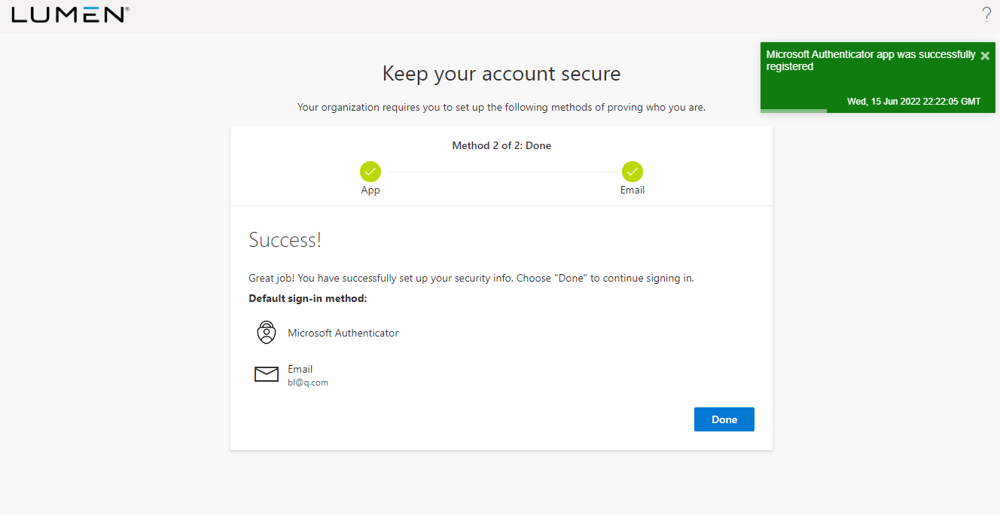 LUMEN®
?
Microsoft Authenticator app was successfully
registered
Wed, 15 Jun 2022 22:22:05 GMT
Keep your account secure
Your organization requires you to set up the following methods of proving who you are.
Method 2 of 2: Done
App
Email
Success!
Great job! You have successfully set up your security info. Choose "Done" to continue signing in.
Default sign-in method:
Microsoft Authenticator
Email
bl@q.com
Done